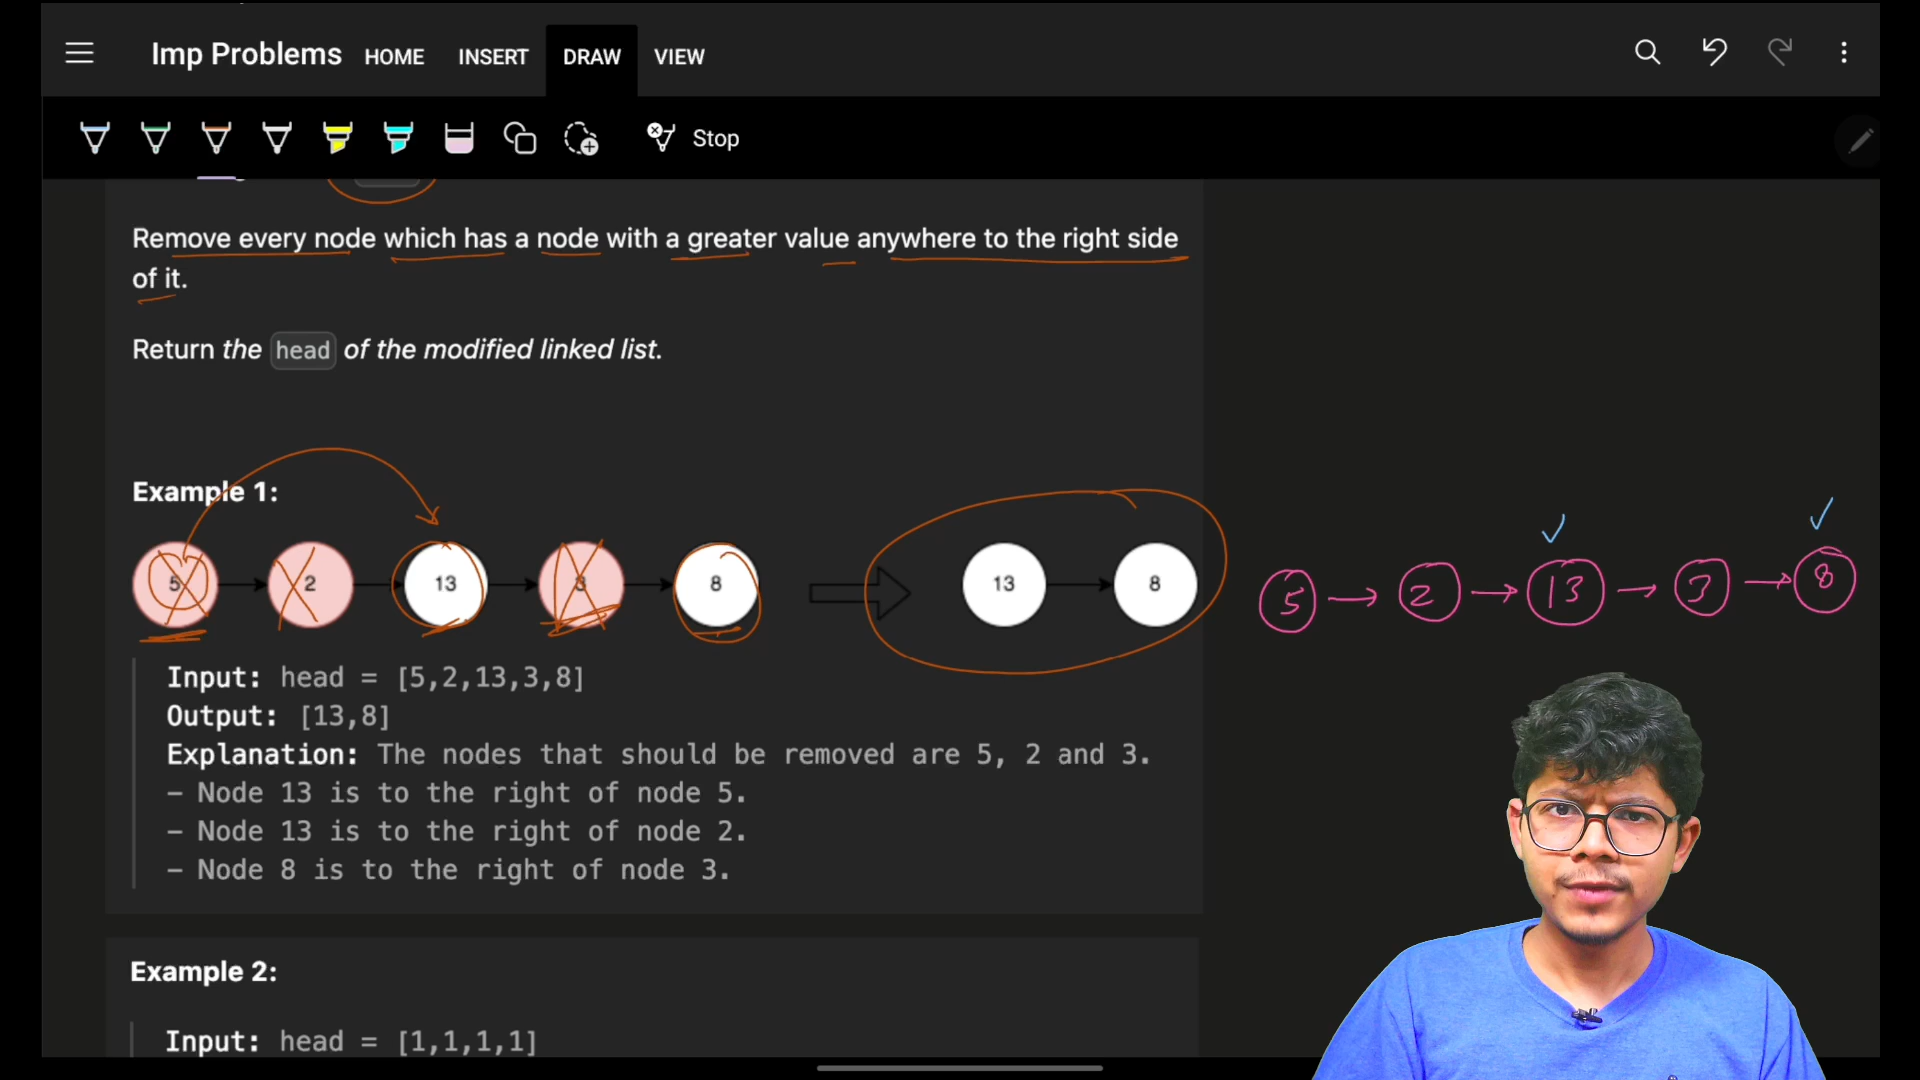 Imp Problems HOME INSERT DRAW VIEW
Stop
Remove every node which has a node with a greater value anywhere to the right side
of it.
Return the head of the modified linked list.
Example 1:
5 2 13 3 8 13 8
5 2 13 3 8
Input: head = [5,2,13,3,8]
Output: [13,8]
Explanation: The nodes that should be removed are 5, 2 and 3.
- Node 13 is to the right of node 5.
- Node 13 is to the right of node 2.
- Node 8 is to the right of node 3.
Example 2:
Input: head = [1,1,1,1]